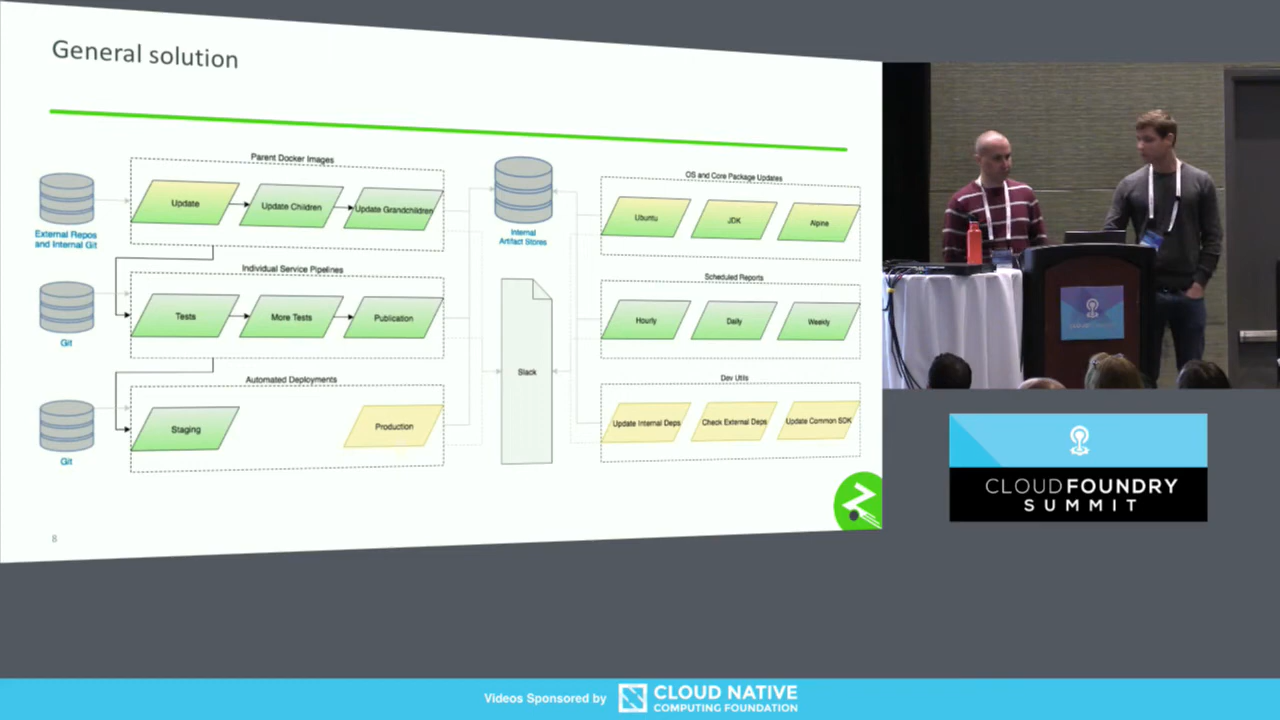 General solution
Parent Docker Images
Update
Update Children
Update Grandchildren
External Repos
and Internal Git
Individual Service Pipelines
Tests
More Tests
Publication
Git
Automated Deployments
Staging
Production
Git
Internal
Artifact Stores
Slack
OS and Core Package Updates
Ubuntu
JDK
Alpine
Scheduled Reports
Hourly
Daily
Weekly
Dev Utils
Update Internal Deps
Check External Deps
Update Common SDK
8
CLOUDFOUNDRY
SUMMIT
Videos Sponsored by
CLOUD NATIVE
COMPUTING FOUNDATION